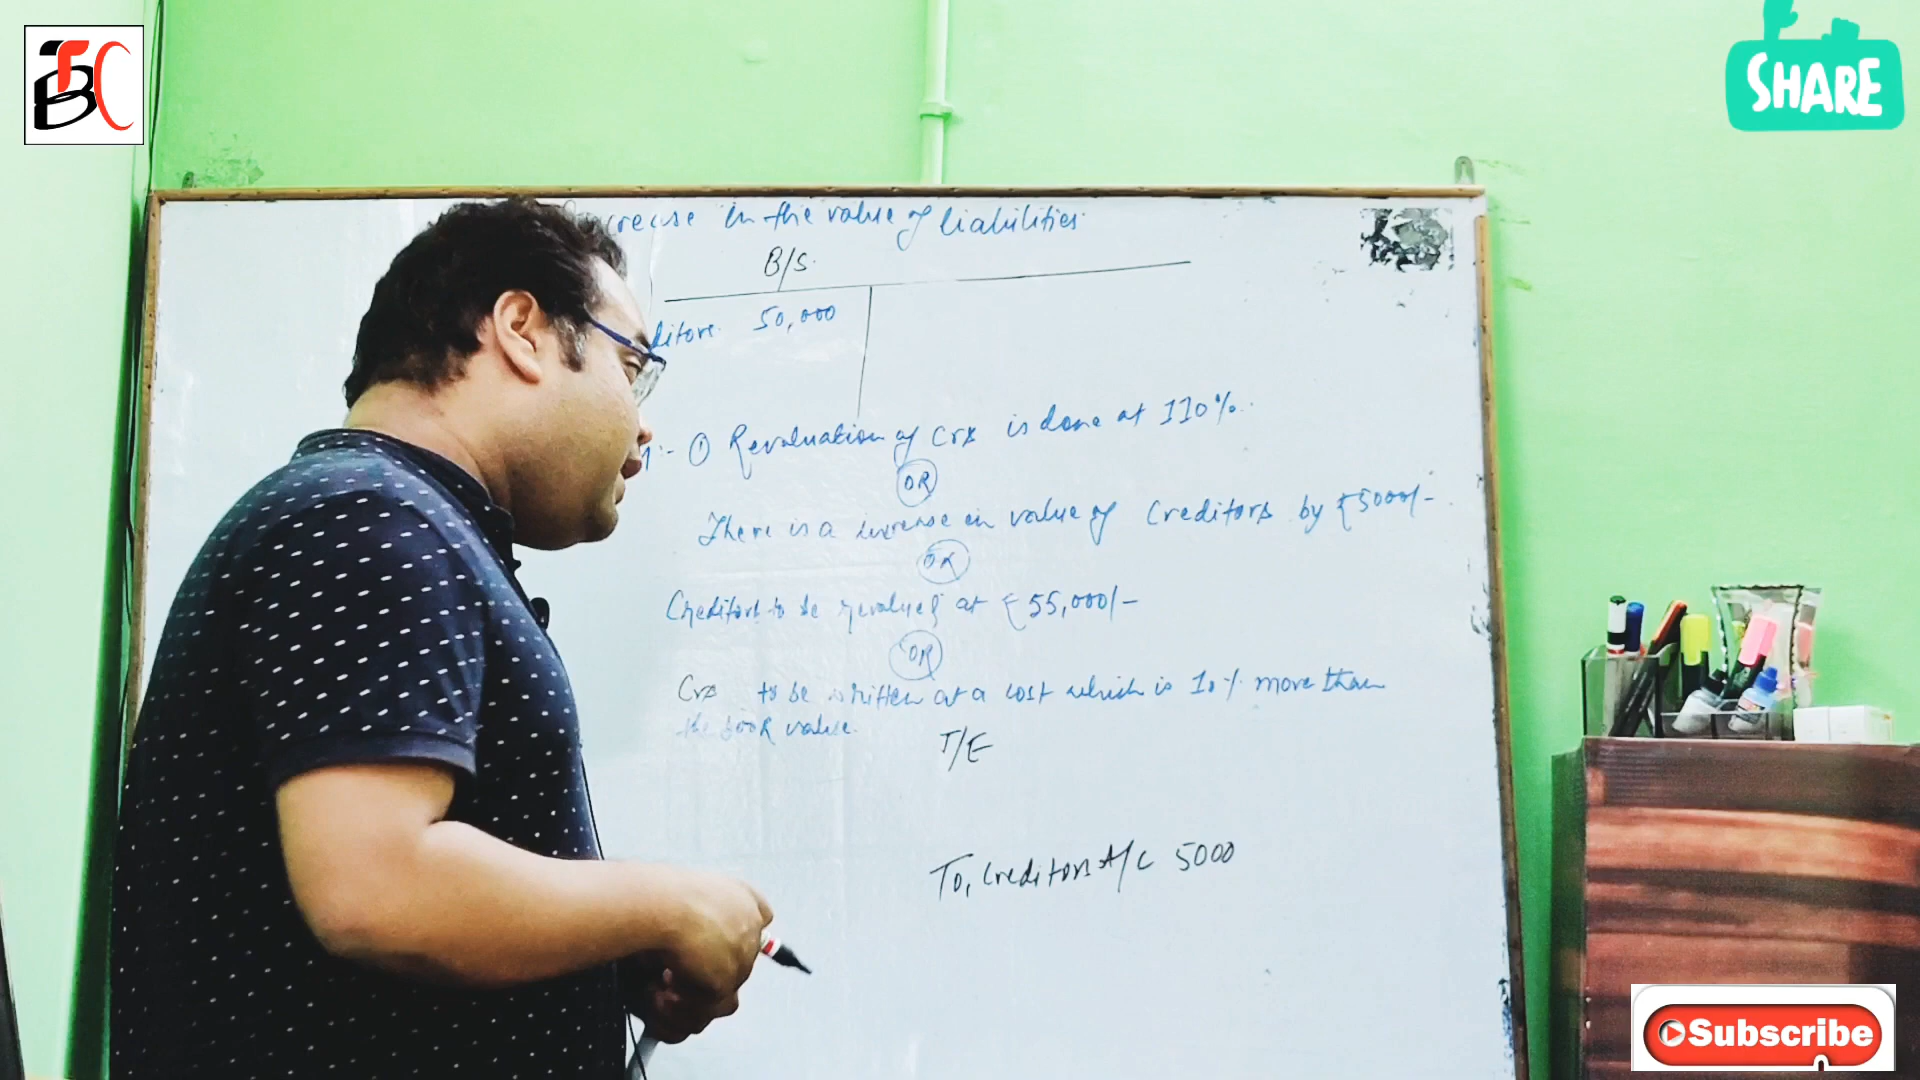 FBC
SHARE
crease in the value of liabilities
B/S.
ditors. 50,000
:- ① Revaluation of Crs is done at 110%.
OR
There is a increase in value of Creditors by ₹5000/-
OR
Creditors to be revalued at ₹55,000/-
OR
Crs to be written at a cost which is 10% more than
the book value.
T/E
To, Creditors A/C 5000
Subscribe